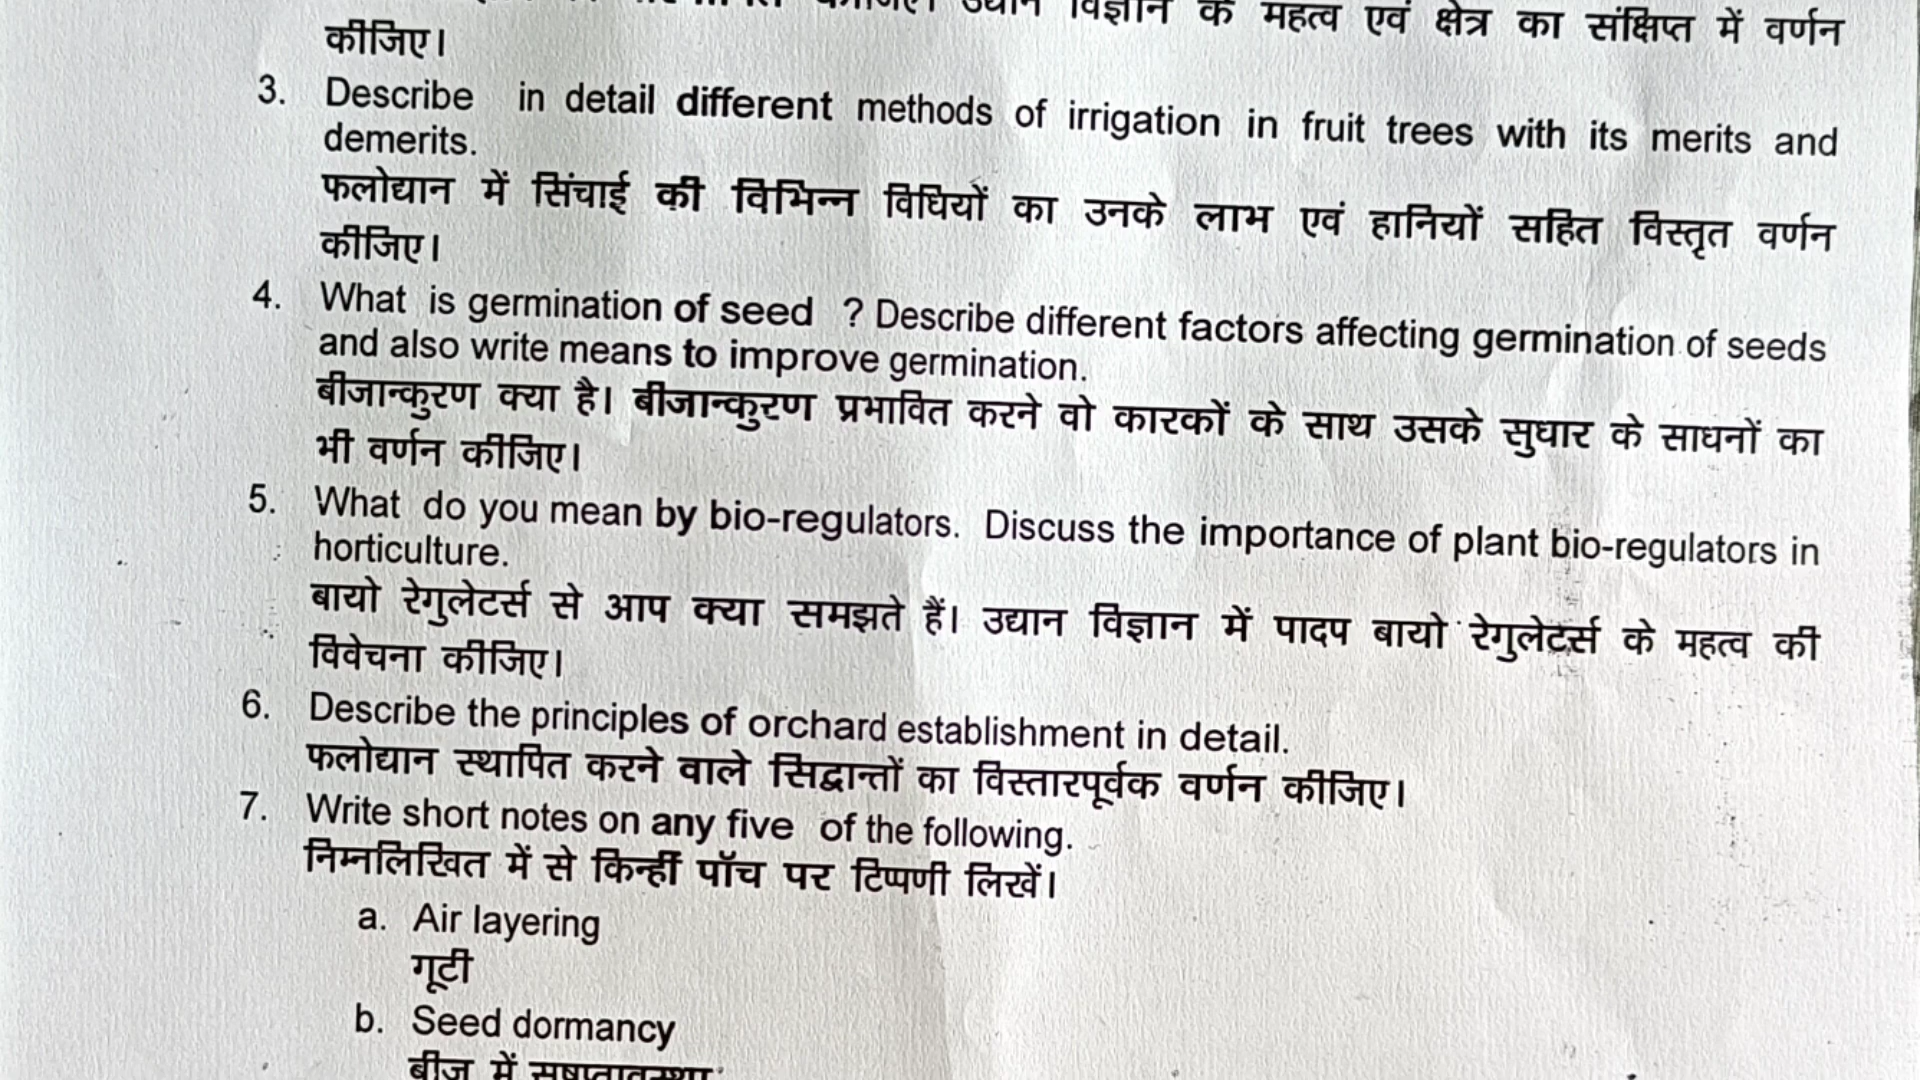 विज्ञान के महत्व एवं क्षेत्र का संक्षिप्त में वर्णन
कीजिए।
3. Describe in detail different methods of irrigation in fruit trees with its merits and
demerits.
फलोद्यान में सिंचाई की विभिन्न विधियों का उनके लाभ एवं हानियों सहित विस्तृत वर्णन
कीजिए।
4. What is germination of seed ? Describe different factors affecting germination of seeds
and also write means to improve germination.
बीजान्कुरण क्या है। बीजान्कुरण प्रभावित करने वो कारकों के साथ उसके सुधार के साधनों का
भी वर्णन कीजिए।
5. What do you mean by bio-regulators. Discuss the importance of plant bio-regulators in
horticulture.
बायो रेगुलेटर्स से आप क्या समझते हैं। उद्यान विज्ञान में पादप बायो रेगुलेटर्स के महत्व की
विवेचना कीजिए।
6. Describe the principles of orchard establishment in detail.
फलोद्यान स्थापित करने वाले सिद्वान्तों का विस्तारपूर्वक वर्णन कीजिए।
7. Write short notes on any five of the following.
निम्नलिखित में से किन्हीं पॉच पर टिप्पणी लिखें।
a. Air layering
गूटी
b. Seed dormancy
बीज में